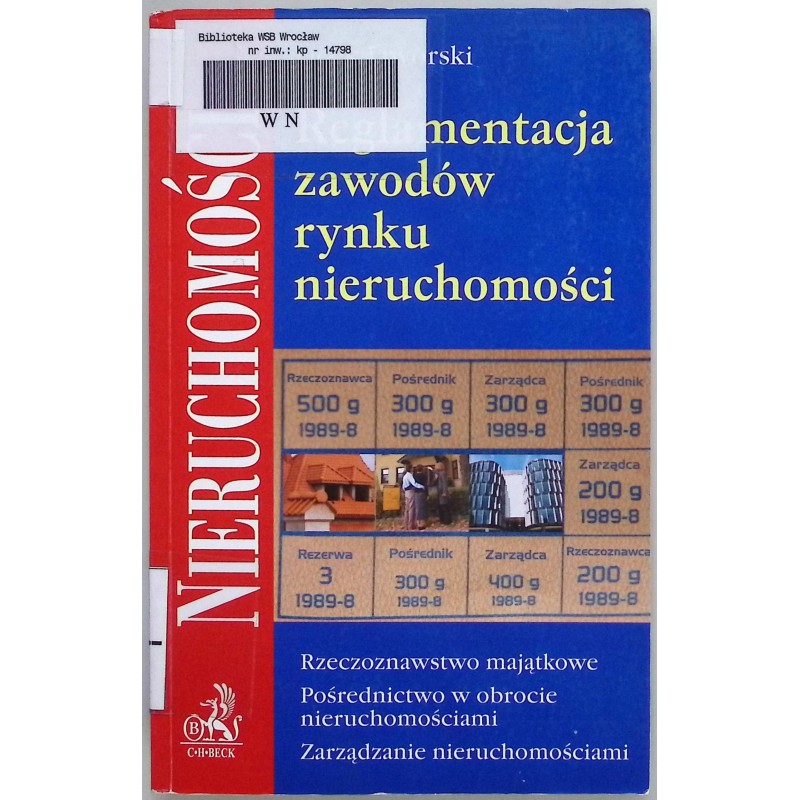 Biblioteka WSB Wrocław
nr inw.: kp - 14798
W N
Reglamentacja
zawodów
rynku
nieruchomości
NIERUCHOMOŚC
Rzeczoznawca
500 g
1989-8
Pośrednik
300 g
1989-8
Zarządca
300 g
1989-8
Pośrednik
300 g
1989-8
Zarządca
200 g
1989-8
Rezerwa
3
1989-8
Pośrednik
300 g
1989-8
Zarządca
400 g
1989-8
Rzeczoznawca
200 g
1989-8
Rzeczoznawstwo majątkowe
Pośrednictwo w obrocie
nieruchomościami
Zarządzanie nieruchomościami
B
C·H·BECK